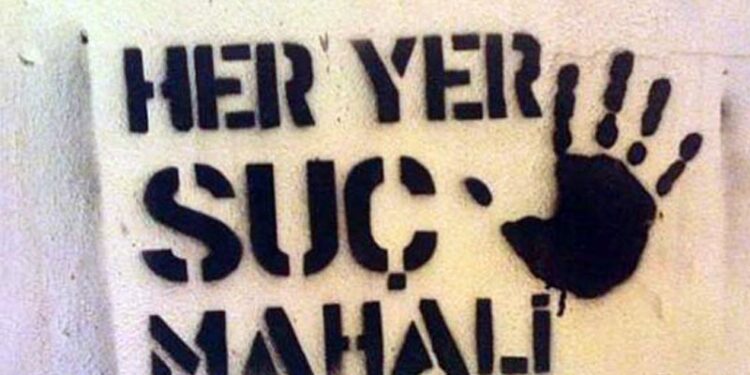 HER YER
SUÇ
MAHALİ